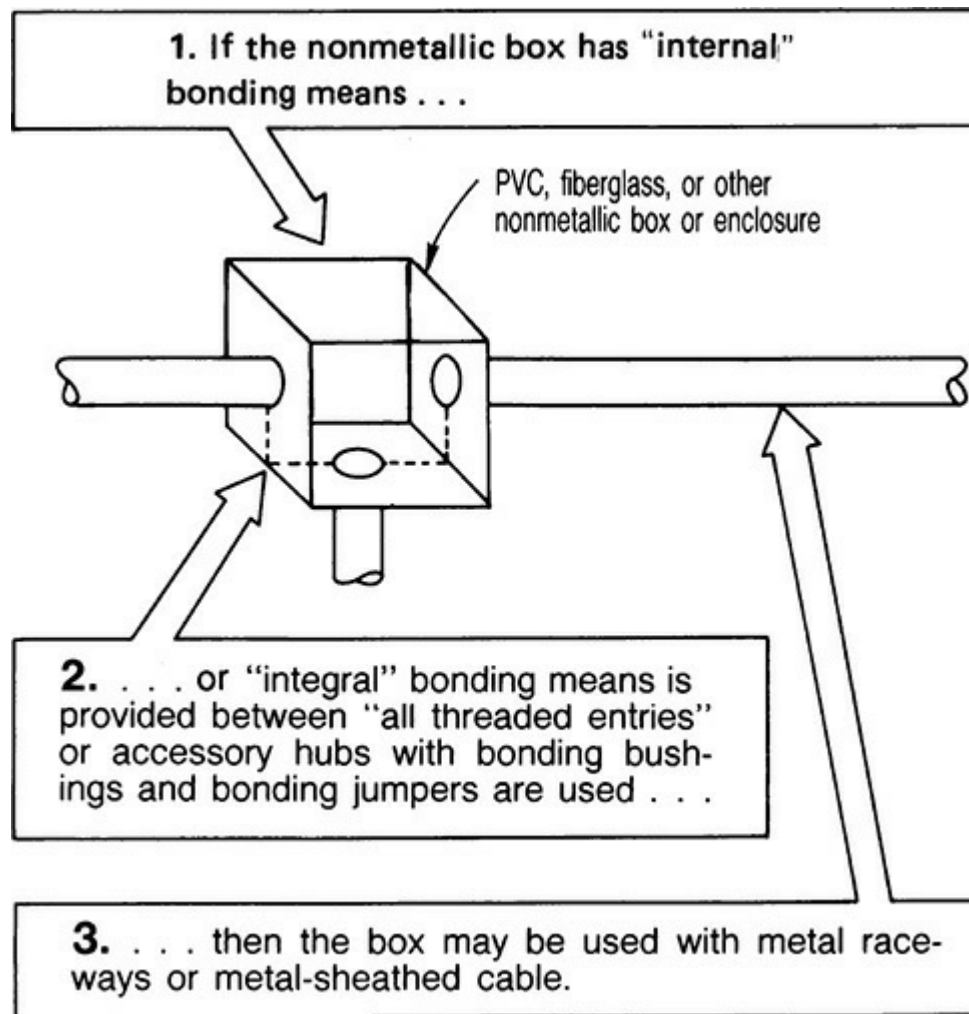 1. If the nonmetallic box has “internal”
bonding means . . .
PVC, fiberglass, or other
nonmetallic box or enclosure
2. . . . or “integral” bonding means is
provided between “all threaded entries”
or accessory hubs with bonding bush-
ings and bonding jumpers are used . . .
3. . . . then the box may be used with metal race-
ways or metal-sheathed cable.